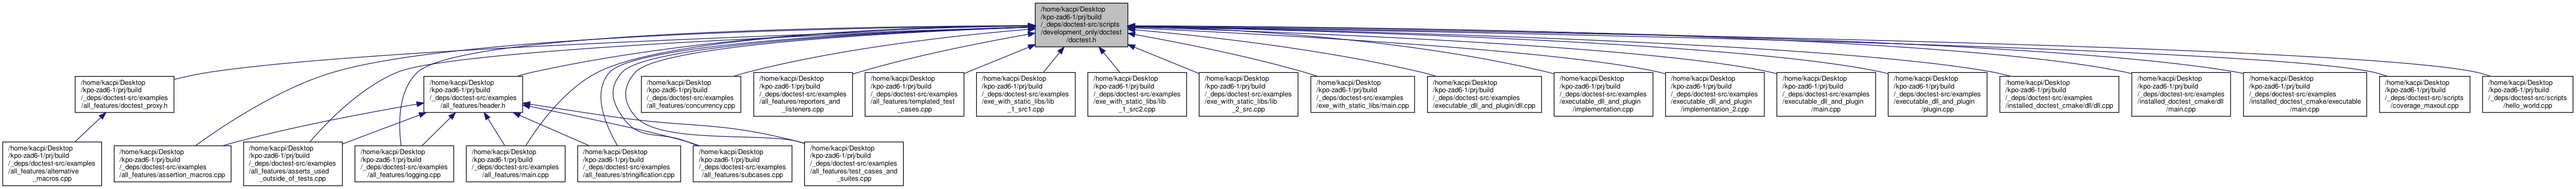 /home/kacpi/Desktop
/kpo-zad6-1/prj/build
/_deps/doctest-src/scripts
/development_only/doctest
/doctest.h
/home/kacpi/Desktop
/kpo-zad6-1/prj/build
/_deps/doctest-src/examples
/all_features/doctest_proxy.h
/home/kacpi/Desktop
/kpo-zad6-1/prj/build
/_deps/doctest-src/examples
/all_features/header.h
/home/kacpi/Desktop
/kpo-zad6-1/prj/build
/_deps/doctest-src/examples
/all_features/concurrency.cpp
/home/kacpi/Desktop
/kpo-zad6-1/prj/build
/_deps/doctest-src/examples
/all_features/reporters_and
_listeners.cpp
/home/kacpi/Desktop
/kpo-zad6-1/prj/build
/_deps/doctest-src/examples
/all_features/templated_test
_cases.cpp
/home/kacpi/Desktop
/kpo-zad6-1/prj/build
/_deps/doctest-src/examples
/exe_with_static_libs/lib
_1_src1.cpp
/home/kacpi/Desktop
/kpo-zad6-1/prj/build
/_deps/doctest-src/examples
/exe_with_static_libs/lib
_1_src2.cpp
/home/kacpi/Desktop
/kpo-zad6-1/prj/build
/_deps/doctest-src/examples
/exe_with_static_libs/lib
_2_src.cpp
/home/kacpi/Desktop
/kpo-zad6-1/prj/build
/_deps/doctest-src/examples
/exe_with_static_libs/main.cpp
/home/kacpi/Desktop
/kpo-zad6-1/prj/build
/_deps/doctest-src/examples
/executable_dll_and_plugin/dll.cpp
/home/kacpi/Desktop
/kpo-zad6-1/prj/build
/_deps/doctest-src/examples
/executable_dll_and_plugin
/implementation.cpp
/home/kacpi/Desktop
/kpo-zad6-1/prj/build
/_deps/doctest-src/examples
/executable_dll_and_plugin
/implementation_2.cpp
/home/kacpi/Desktop
/kpo-zad6-1/prj/build
/_deps/doctest-src/examples
/executable_dll_and_plugin
/main.cpp
/home/kacpi/Desktop
/kpo-zad6-1/prj/build
/_deps/doctest-src/examples
/executable_dll_and_plugin
/plugin.cpp
/home/kacpi/Desktop
/kpo-zad6-1/prj/build
/_deps/doctest-src/examples
/installed_doctest_cmake/dll/dll.cpp
/home/kacpi/Desktop
/kpo-zad6-1/prj/build
/_deps/doctest-src/examples
/installed_doctest_cmake/dll
/main.cpp
/home/kacpi/Desktop
/kpo-zad6-1/prj/build
/_deps/doctest-src/examples
/installed_doctest_cmake/executable
/main.cpp
/home/kacpi/Desktop
/kpo-zad6-1/prj/build
/_deps/doctest-src/scripts
/coverage_maxout.cpp
/home/kacpi/Desktop
/kpo-zad6-1/prj/build
/_deps/doctest-src/scripts
/hello_world.cpp
/home/kacpi/Desktop
/kpo-zad6-1/prj/build
/_deps/doctest-src/examples
/all_features/alternative
_macros.cpp
/home/kacpi/Desktop
/kpo-zad6-1/prj/build
/_deps/doctest-src/examples
/all_features/assertion_macros.cpp
/home/kacpi/Desktop
/kpo-zad6-1/prj/build
/_deps/doctest-src/examples
/all_features/asserts_used
_outside_of_tests.cpp
/home/kacpi/Desktop
/kpo-zad6-1/prj/build
/_deps/doctest-src/examples
/all_features/logging.cpp
/home/kacpi/Desktop
/kpo-zad6-1/prj/build
/_deps/doctest-src/examples
/all_features/main.cpp
/home/kacpi/Desktop
/kpo-zad6-1/prj/build
/_deps/doctest-src/examples
/all_features/stringification.cpp
/home/kacpi/Desktop
/kpo-zad6-1/prj/build
/_deps/doctest-src/examples
/all_features/subcases.cpp
/home/kacpi/Desktop
/kpo-zad6-1/prj/build
/_deps/doctest-src/examples
/all_features/test_cases_and
_suites.cpp